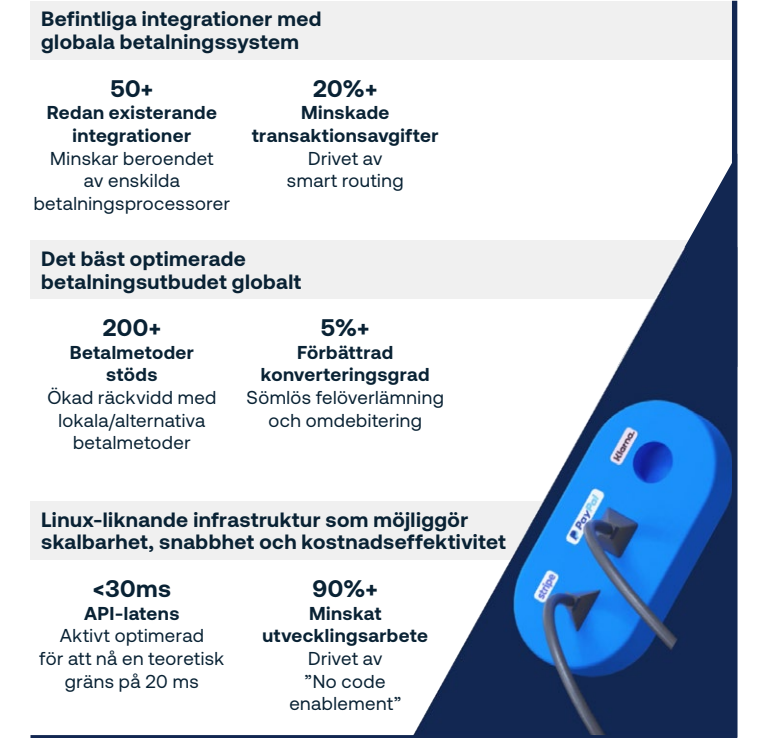 Befintliga integrationer med
globala betalningssystem
50+
Redan existerande
integrationer
Minskar beroendet
av enskilda
betalningsprocessorer
20%+
Minskade
transaktionsavgifter
Drivet av
smart routing
Det bäst optimerade
betalningsutbudet globalt
200+
Betalmetoder
stöds
Ökad räckvidd med
lokala/alternativa
betalmetoder
5%+
Förbättrad
konverteringsgrad
Sömlös felöverlämning
och omdebitering
Klarna.
PayPal
stripe
Linux-liknande infrastruktur som möjliggör
skalbarhet, snabbhet och kostnadseffektivitet
<30ms
API-latens
Aktivt optimerad
för att nå en teoretisk
gräns på 20 ms
90%+
Minskat
utvecklingsarbete
Drivet av
”No code
enablement”